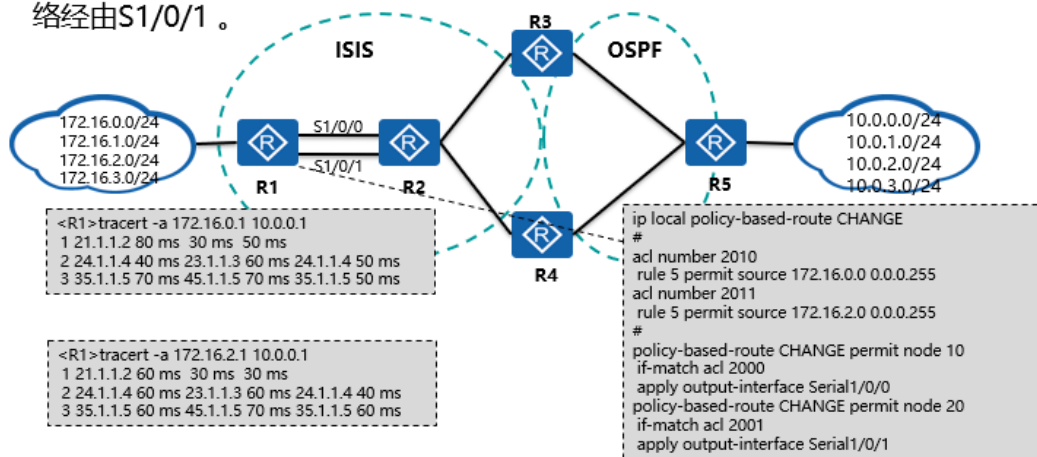 络经由S1/0/1 。
R3
ISIS
OSPF
172.16.0.0/24
172.16.1.0/24
172.16.2.0/24
172.16.3.0/24
S1/0/0
S1/0/1
R1
R2
R5
10.0.0.0/24
10.0.1.0/24
10.0.2.0/24
10.0.3.0/24
R4
<R1>tracert -a 172.16.0.1 10.0.0.1
1 21.1.1.2 80 ms 30 ms 50 ms
2 24.1.1.4 40 ms 23.1.1.3 60 ms 24.1.1.4 50 ms
3 35.1.1.5 70 ms 45.1.1.5 70 ms 35.1.1.5 50 ms
<R1>tracert -a 172.16.2.1 10.0.0.1
1 21.1.1.2 60 ms 30 ms 30 ms
2 24.1.1.4 60 ms 23.1.1.3 60 ms 24.1.1.4 40 ms
3 35.1.1.5 60 ms 45.1.1.5 70 ms 35.1.1.5 60 ms
ip local policy-based-route CHANGE
#
acl number 2010
rule 5 permit source 172.16.0.0 0.0.0.255
acl number 2011
rule 5 permit source 172.16.2.0 0.0.0.255
#
policy-based-route CHANGE permit node 10
if-match acl 2000
apply output-interface Serial1/0/0
policy-based-route CHANGE permit node 20
if-match acl 2001
apply output-interface Serial1/0/1